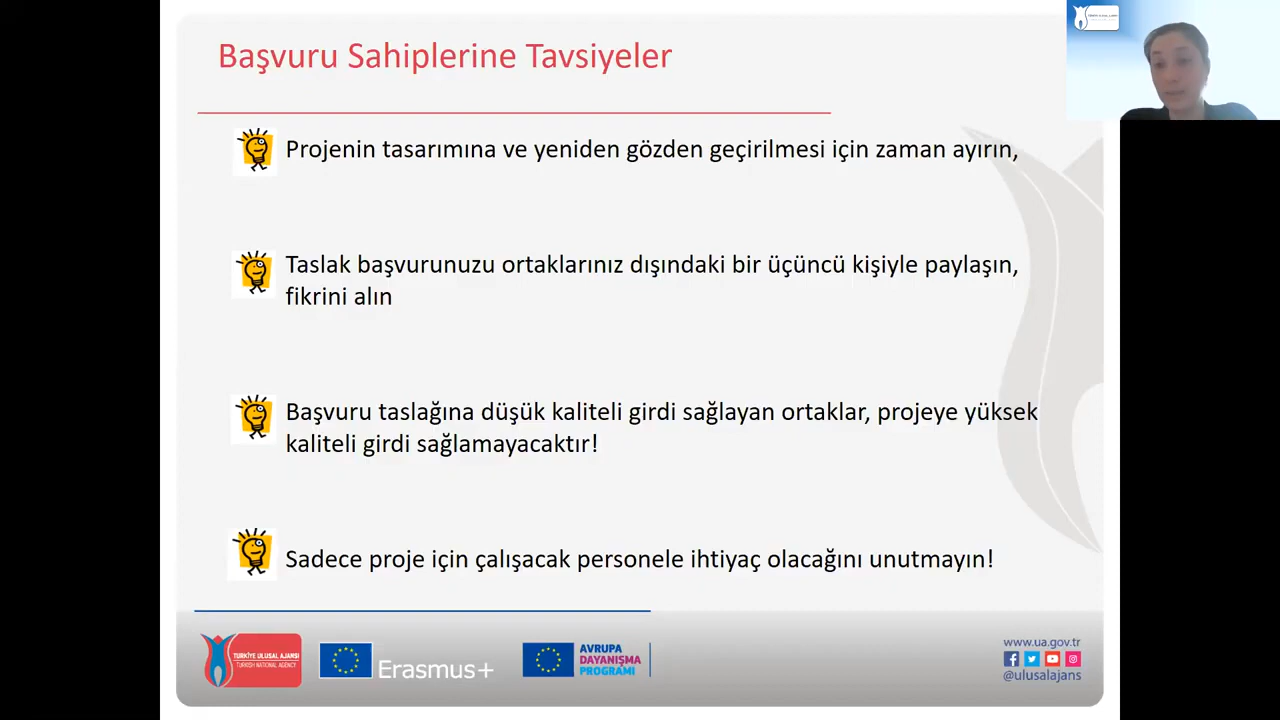 Başvuru Sahiplerine Tavsiyeler
Projenin tasarımına ve yeniden gözden geçirilmesi için zaman ayırın,
Taslak başvurunuzu ortaklarınız dışındaki bir üçüncü kişiyle paylaşın,
fikrini alın
Başvuru taslağına düşük kaliteli girdi sağlayan ortaklar, projeye yüksek
kaliteli girdi sağlamayacaktır!
Sadece proje için çalışacak personele ihtiyaç olacağını unutmayın!
TÜRKİYE ULUSAL AJANSI
TURKISH NATIONAL AGENCY
Erasmus+
AVRUPA
DAYANIŞMA
PROGRAMI
www.ua.gov.tr
@ulusalajans